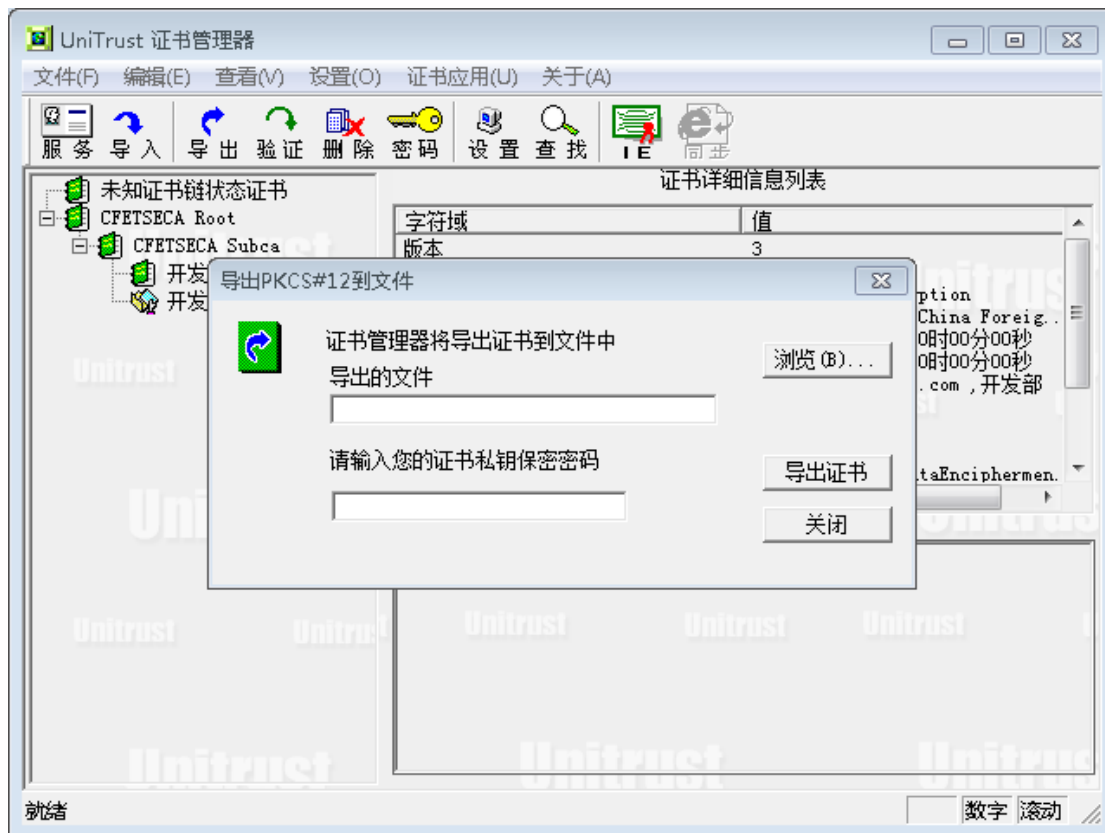 UniTrust 证书管理器
文件(F) 编辑(E) 查看(V) 设置(O) 证书应用(U) 关于(A)
服务 导入 导出 验证 删除 密码 设置 查找 IE 同步
未知证书链状态证书
CFETSECA Root
CFETSECA Subca
开发
开发
证书详细信息列表
字符域 值
版本 3
ption
China Foreig..
0时00分00秒
0时00分00秒
.com ,开发部
taEnciphermen.
导出PKCS#12到文件
证书管理器将导出证书到文件中
导出的文件
浏览(B)...
请输入您的证书私钥保密密码
导出证书
关闭
Unitrust
Unitrust
Unitrust
Unitrust
Unitrust
Unitrust
Unitrust
Unitrust
就绪
数字 滚动